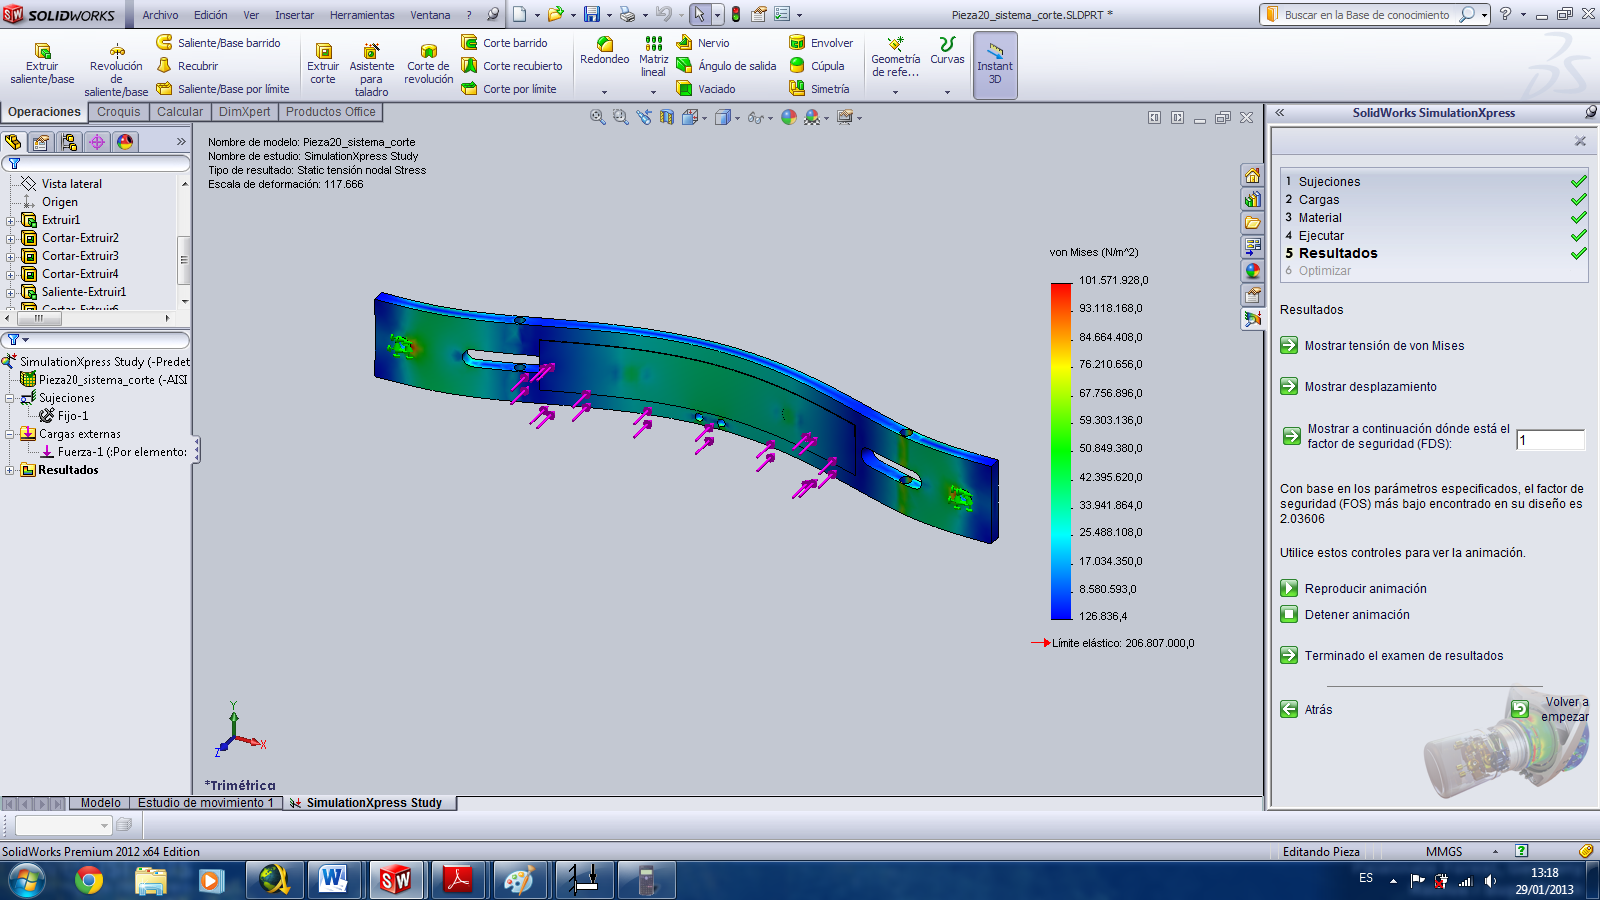 SW SOLIDWORKS
Archivo Edición Ver Insertar Herramientas Ventana ?
Pieza20_sistema_corte.SLDPRT *
Buscar en la Base de conocimiento
Extruir saliente/base
Revolución de saliente/base
Saliente/Base barrido
Recubrir
Saliente/Base por límite
Extruir corte
Asistente para taladro
Corte de revolución
Corte barrido
Corte recubierto
Corte por límite
Redondeo
Matriz lineal
Nervio
Ángulo de salida
Vaciado
Envolver
Cúpula
Simetría
Geometría de refe...
Curvas
Instant 3D
Operaciones Croquis Calcular DimXpert Productos Office
Vista lateral
Origen
Extruir1
Cortar-Extruir2
Cortar-Extruir3
Cortar-Extruir4
Saliente-Extruir1
Cortar-Extruir6
SimulationXpress Study (-Predet
Pieza20_sistema_corte (-AISI
Sujeciones
Fijo-1
Cargas externas
Fuerza-1 (:Por elemento:
Resultados
Nombre de modelo: Pieza20_sistema_corte
Nombre de estudio: SimulationXpress Study
Tipo de resultado: Static tensión nodal Stress
Escala de deformación: 117.666
von Mises (N/m^2)
101.571.928,0
93.118.168,0
84.664.408,0
76.210.656,0
67.756.896,0
59.303.136,0
50.849.380,0
42.395.620,0
33.941.864,0
25.488.108,0
17.034.350,0
8.580.593,0
126.836,4
Límite elástico: 206.807.000,0
Y
X
Z
*Trimétrica
SolidWorks SimulationXpress
1 Sujeciones
2 Cargas
3 Material
4 Ejecutar
5 Resultados
6 Optimizar
Resultados
Mostrar tensión de von Mises
Mostrar desplazamiento
Mostrar a continuación dónde está el
factor de seguridad (FDS):
1
Con base en los parámetros especificados, el factor de
seguridad (FOS) más bajo encontrado en su diseño es
2.03606
Utilice estos controles para ver la animación.
Reproducir animación
Detener animación
Terminado el examen de resultados
Atrás
Volver a
empezar
Modelo Estudio de movimiento 1 SimulationXpress Study
SolidWorks Premium 2012 x64 Edition
Editando Pieza MMGS
ES
13:18
29/01/2013